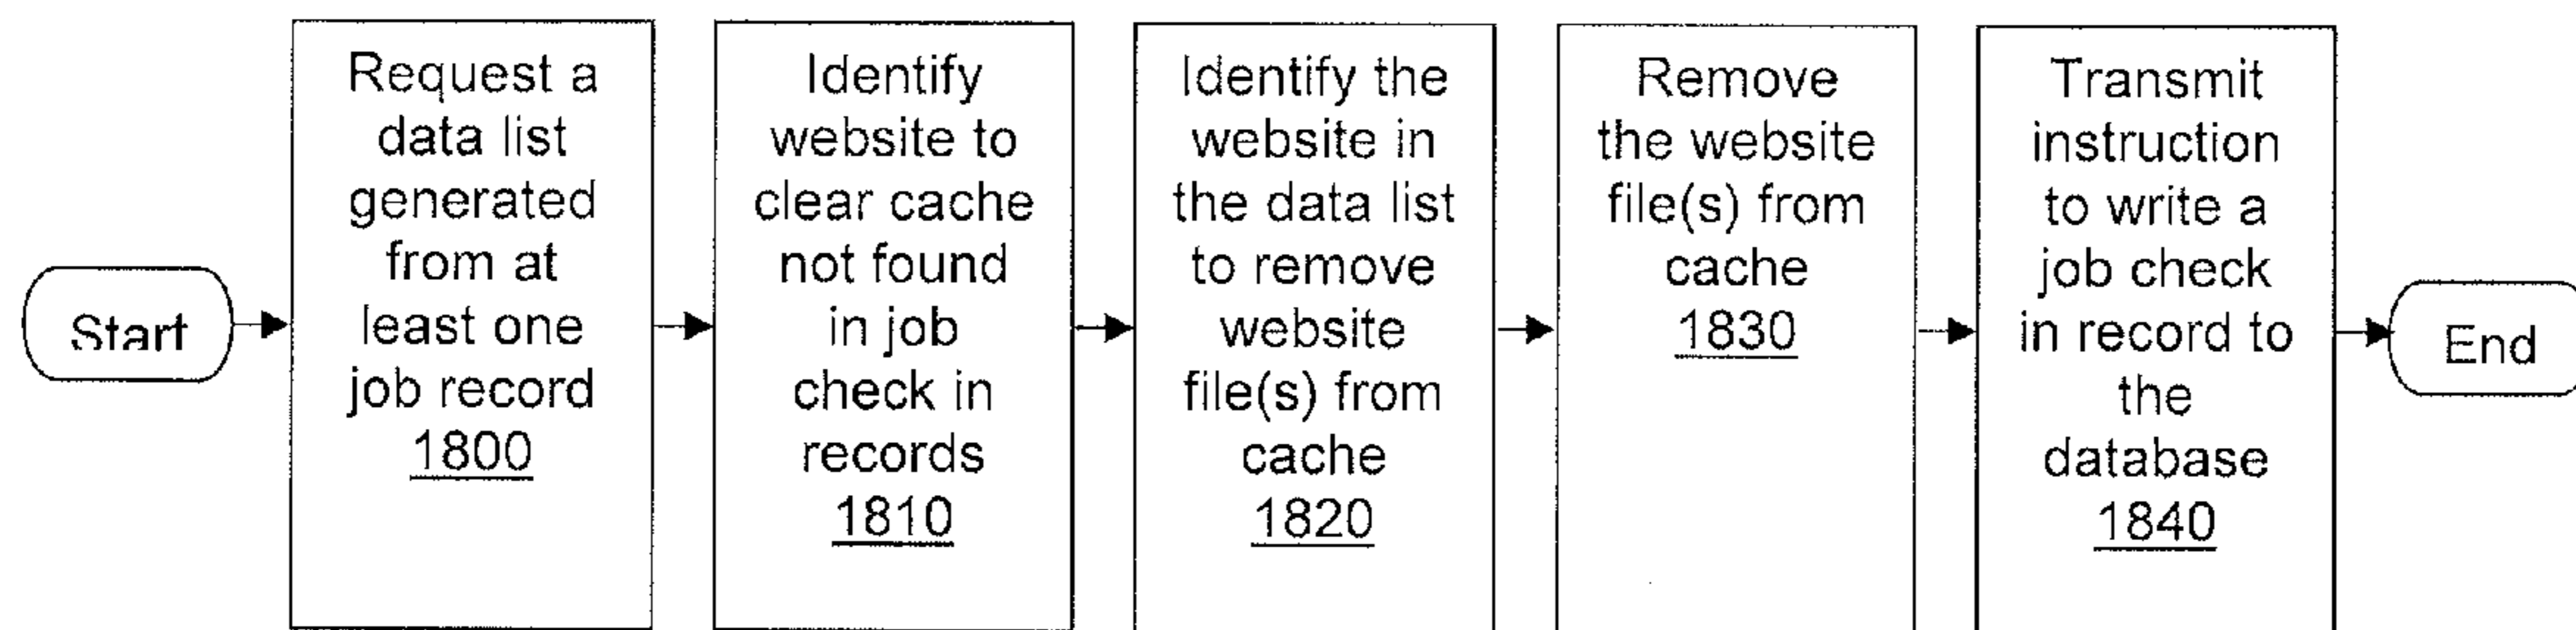 Start
Request a
data list
generated
from at
least one
job record
1800
Identify
website to
clear cache
not found
in job
check in
records
1810
Identify the
website in
the data list
to remove
website
file(s) from
cache
1820
Remove
the website
file(s) from
cache
1830
Transmit
instruction
to write a
job check
in record to
the
database
1840
End